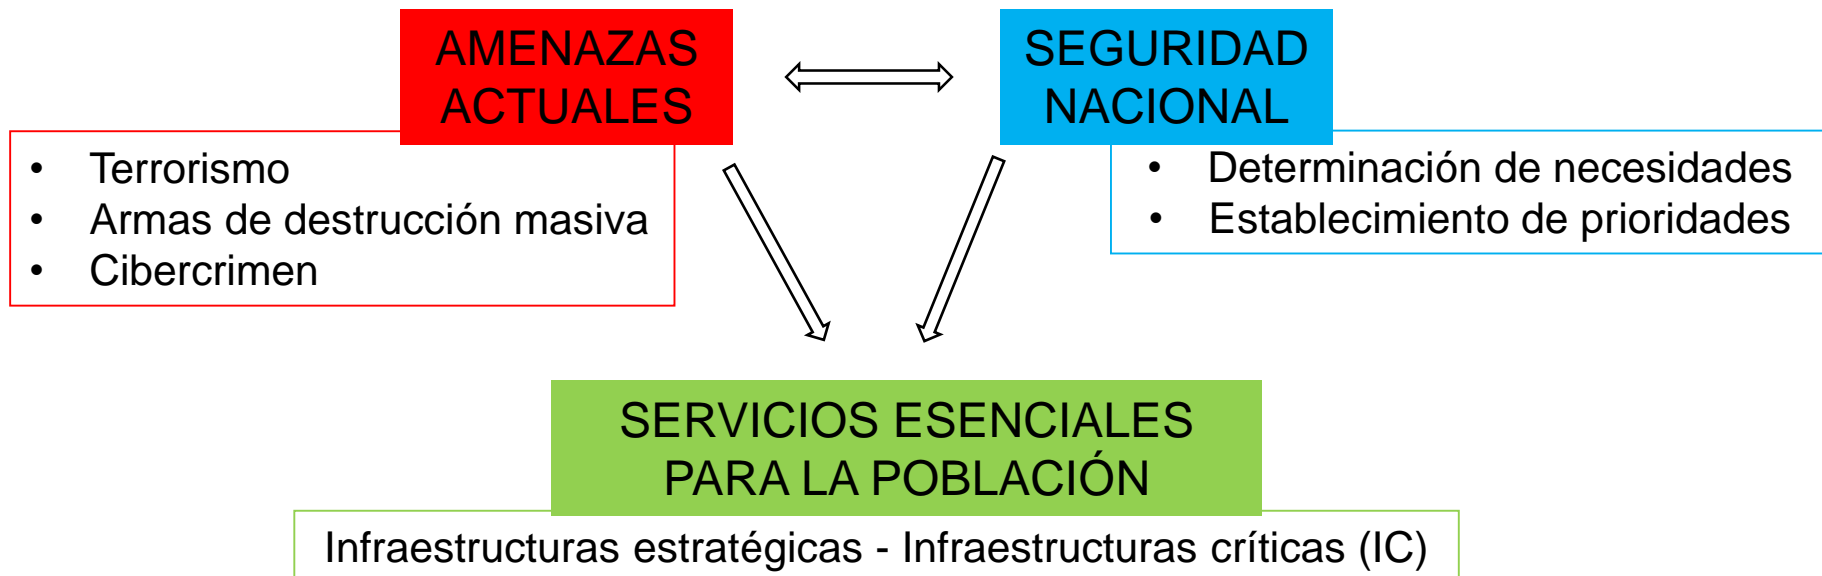 AMENAZAS
ACTUALES
SEGURIDAD
NACIONAL
• Terrorismo
• Armas de destrucción masiva
• Cibercrimen
• Determinación de necesidades
• Establecimiento de prioridades
SERVICIOS ESENCIALES
PARA LA POBLACIÓN
Infraestructuras estratégicas - Infraestructuras críticas (IC)